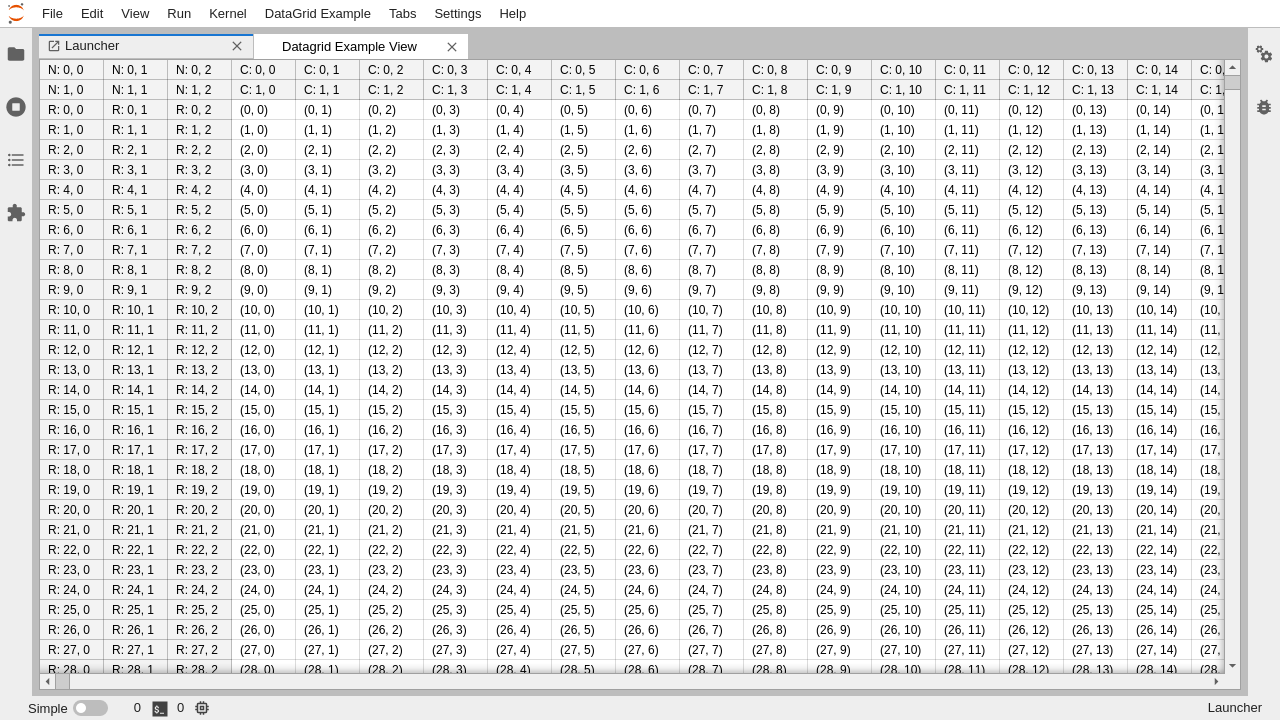 File Edit View Run Kernel DataGrid Example Tabs Settings Help
Launcher Datagrid Example View
N: 0, 0 N: 0, 1 N: 0, 2 C: 0, 0 C: 0, 1 C: 0, 2 C: 0, 3 C: 0, 4 C: 0, 5 C: 0, 6 C: 0, 7 C: 0, 8 C: 0, 9 C: 0, 10 C: 0, 11 C: 0, 12 C: 0, 13 C: 0, 14 C: 0,
N: 1, 0 N: 1, 1 N: 1, 2 C: 1, 0 C: 1, 1 C: 1, 2 C: 1, 3 C: 1, 4 C: 1, 5 C: 1, 6 C: 1, 7 C: 1, 8 C: 1, 9 C: 1, 10 C: 1, 11 C: 1, 12 C: 1, 13 C: 1, 14 C: 1,
R: 0, 0 R: 0, 1 R: 0, 2 (0, 0) (0, 1) (0, 2) (0, 3) (0, 4) (0, 5) (0, 6) (0, 7) (0, 8) (0, 9) (0, 10) (0, 11) (0, 12) (0, 13) (0, 14) (0, 1
R: 1, 0 R: 1, 1 R: 1, 2 (1, 0) (1, 1) (1, 2) (1, 3) (1, 4) (1, 5) (1, 6) (1, 7) (1, 8) (1, 9) (1, 10) (1, 11) (1, 12) (1, 13) (1, 14) (1, 1
R: 2, 0 R: 2, 1 R: 2, 2 (2, 0) (2, 1) (2, 2) (2, 3) (2, 4) (2, 5) (2, 6) (2, 7) (2, 8) (2, 9) (2, 10) (2, 11) (2, 12) (2, 13) (2, 14) (2, 1
R: 3, 0 R: 3, 1 R: 3, 2 (3, 0) (3, 1) (3, 2) (3, 3) (3, 4) (3, 5) (3, 6) (3, 7) (3, 8) (3, 9) (3, 10) (3, 11) (3, 12) (3, 13) (3, 14) (3, 1
R: 4, 0 R: 4, 1 R: 4, 2 (4, 0) (4, 1) (4, 2) (4, 3) (4, 4) (4, 5) (4, 6) (4, 7) (4, 8) (4, 9) (4, 10) (4, 11) (4, 12) (4, 13) (4, 14) (4, 1
R: 5, 0 R: 5, 1 R: 5, 2 (5, 0) (5, 1) (5, 2) (5, 3) (5, 4) (5, 5) (5, 6) (5, 7) (5, 8) (5, 9) (5, 10) (5, 11) (5, 12) (5, 13) (5, 14) (5, 1
R: 6, 0 R: 6, 1 R: 6, 2 (6, 0) (6, 1) (6, 2) (6, 3) (6, 4) (6, 5) (6, 6) (6, 7) (6, 8) (6, 9) (6, 10) (6, 11) (6, 12) (6, 13) (6, 14) (6, 1
R: 7, 0 R: 7, 1 R: 7, 2 (7, 0) (7, 1) (7, 2) (7, 3) (7, 4) (7, 5) (7, 6) (7, 7) (7, 8) (7, 9) (7, 10) (7, 11) (7, 12) (7, 13) (7, 14) (7, 1
R: 8, 0 R: 8, 1 R: 8, 2 (8, 0) (8, 1) (8, 2) (8, 3) (8, 4) (8, 5) (8, 6) (8, 7) (8, 8) (8, 9) (8, 10) (8, 11) (8, 12) (8, 13) (8, 14) (8, 1
R: 9, 0 R: 9, 1 R: 9, 2 (9, 0) (9, 1) (9, 2) (9, 3) (9, 4) (9, 5) (9, 6) (9, 7) (9, 8) (9, 9) (9, 10) (9, 11) (9, 12) (9, 13) (9, 14) (9, 1
R: 10, 0 R: 10, 1 R: 10, 2 (10, 0) (10, 1) (10, 2) (10, 3) (10, 4) (10, 5) (10, 6) (10, 7) (10, 8) (10, 9) (10, 10) (10, 11) (10, 12) (10, 13) (10, 14) (10,
R: 11, 0 R: 11, 1 R: 11, 2 (11, 0) (11, 1) (11, 2) (11, 3) (11, 4) (11, 5) (11, 6) (11, 7) (11, 8) (11, 9) (11, 10) (11, 11) (11, 12) (11, 13) (11, 14) (11,
R: 12, 0 R: 12, 1 R: 12, 2 (12, 0) (12, 1) (12, 2) (12, 3) (12, 4) (12, 5) (12, 6) (12, 7) (12, 8) (12, 9) (12, 10) (12, 11) (12, 12) (12, 13) (12, 14) (12,
R: 13, 0 R: 13, 1 R: 13, 2 (13, 0) (13, 1) (13, 2) (13, 3) (13, 4) (13, 5) (13, 6) (13, 7) (13, 8) (13, 9) (13, 10) (13, 11) (13, 12) (13, 13) (13, 14) (13,
R: 14, 0 R: 14, 1 R: 14, 2 (14, 0) (14, 1) (14, 2) (14, 3) (14, 4) (14, 5) (14, 6) (14, 7) (14, 8) (14, 9) (14, 10) (14, 11) (14, 12) (14, 13) (14, 14) (14,
R: 15, 0 R: 15, 1 R: 15, 2 (15, 0) (15, 1) (15, 2) (15, 3) (15, 4) (15, 5) (15, 6) (15, 7) (15, 8) (15, 9) (15, 10) (15, 11) (15, 12) (15, 13) (15, 14) (15,
R: 16, 0 R: 16, 1 R: 16, 2 (16, 0) (16, 1) (16, 2) (16, 3) (16, 4) (16, 5) (16, 6) (16, 7) (16, 8) (16, 9) (16, 10) (16, 11) (16, 12) (16, 13) (16, 14) (16,
R: 17, 0 R: 17, 1 R: 17, 2 (17, 0) (17, 1) (17, 2) (17, 3) (17, 4) (17, 5) (17, 6) (17, 7) (17, 8) (17, 9) (17, 10) (17, 11) (17, 12) (17, 13) (17, 14) (17,
R: 18, 0 R: 18, 1 R: 18, 2 (18, 0) (18, 1) (18, 2) (18, 3) (18, 4) (18, 5) (18, 6) (18, 7) (18, 8) (18, 9) (18, 10) (18, 11) (18, 12) (18, 13) (18, 14) (18,
R: 19, 0 R: 19, 1 R: 19, 2 (19, 0) (19, 1) (19, 2) (19, 3) (19, 4) (19, 5) (19, 6) (19, 7) (19, 8) (19, 9) (19, 10) (19, 11) (19, 12) (19, 13) (19, 14) (19,
R: 20, 0 R: 20, 1 R: 20, 2 (20, 0) (20, 1) (20, 2) (20, 3) (20, 4) (20, 5) (20, 6) (20, 7) (20, 8) (20, 9) (20, 10) (20, 11) (20, 12) (20, 13) (20, 14) (20,
R: 21, 0 R: 21, 1 R: 21, 2 (21, 0) (21, 1) (21, 2) (21, 3) (21, 4) (21, 5) (21, 6) (21, 7) (21, 8) (21, 9) (21, 10) (21, 11) (21, 12) (21, 13) (21, 14) (21,
R: 22, 0 R: 22, 1 R: 22, 2 (22, 0) (22, 1) (22, 2) (22, 3) (22, 4) (22, 5) (22, 6) (22, 7) (22, 8) (22, 9) (22, 10) (22, 11) (22, 12) (22, 13) (22, 14) (22,
R: 23, 0 R: 23, 1 R: 23, 2 (23, 0) (23, 1) (23, 2) (23, 3) (23, 4) (23, 5) (23, 6) (23, 7) (23, 8) (23, 9) (23, 10) (23, 11) (23, 12) (23, 13) (23, 14) (23,
R: 24, 0 R: 24, 1 R: 24, 2 (24, 0) (24, 1) (24, 2) (24, 3) (24, 4) (24, 5) (24, 6) (24, 7) (24, 8) (24, 9) (24, 10) (24, 11) (24, 12) (24, 13) (24, 14) (24,
R: 25, 0 R: 25, 1 R: 25, 2 (25, 0) (25, 1) (25, 2) (25, 3) (25, 4) (25, 5) (25, 6) (25, 7) (25, 8) (25, 9) (25, 10) (25, 11) (25, 12) (25, 13) (25, 14) (25,
R: 26, 0 R: 26, 1 R: 26, 2 (26, 0) (26, 1) (26, 2) (26, 3) (26, 4) (26, 5) (26, 6) (26, 7) (26, 8) (26, 9) (26, 10) (26, 11) (26, 12) (26, 13) (26, 14) (26,
R: 27, 0 R: 27, 1 R: 27, 2 (27, 0) (27, 1) (27, 2) (27, 3) (27, 4) (27, 5) (27, 6) (27, 7) (27, 8) (27, 9) (27, 10) (27, 11) (27, 12) (27, 13) (27, 14) (27,
R: 28, 0 R: 28, 1 R: 28, 2 (28, 0) (28, 1) (28, 2) (28, 3) (28, 4) (28, 5) (28, 6) (28, 7) (28, 8) (28, 9) (28, 10) (28, 11) (28, 12) (28, 13) (28, 14) (28,
Simple 0 0 Launcher